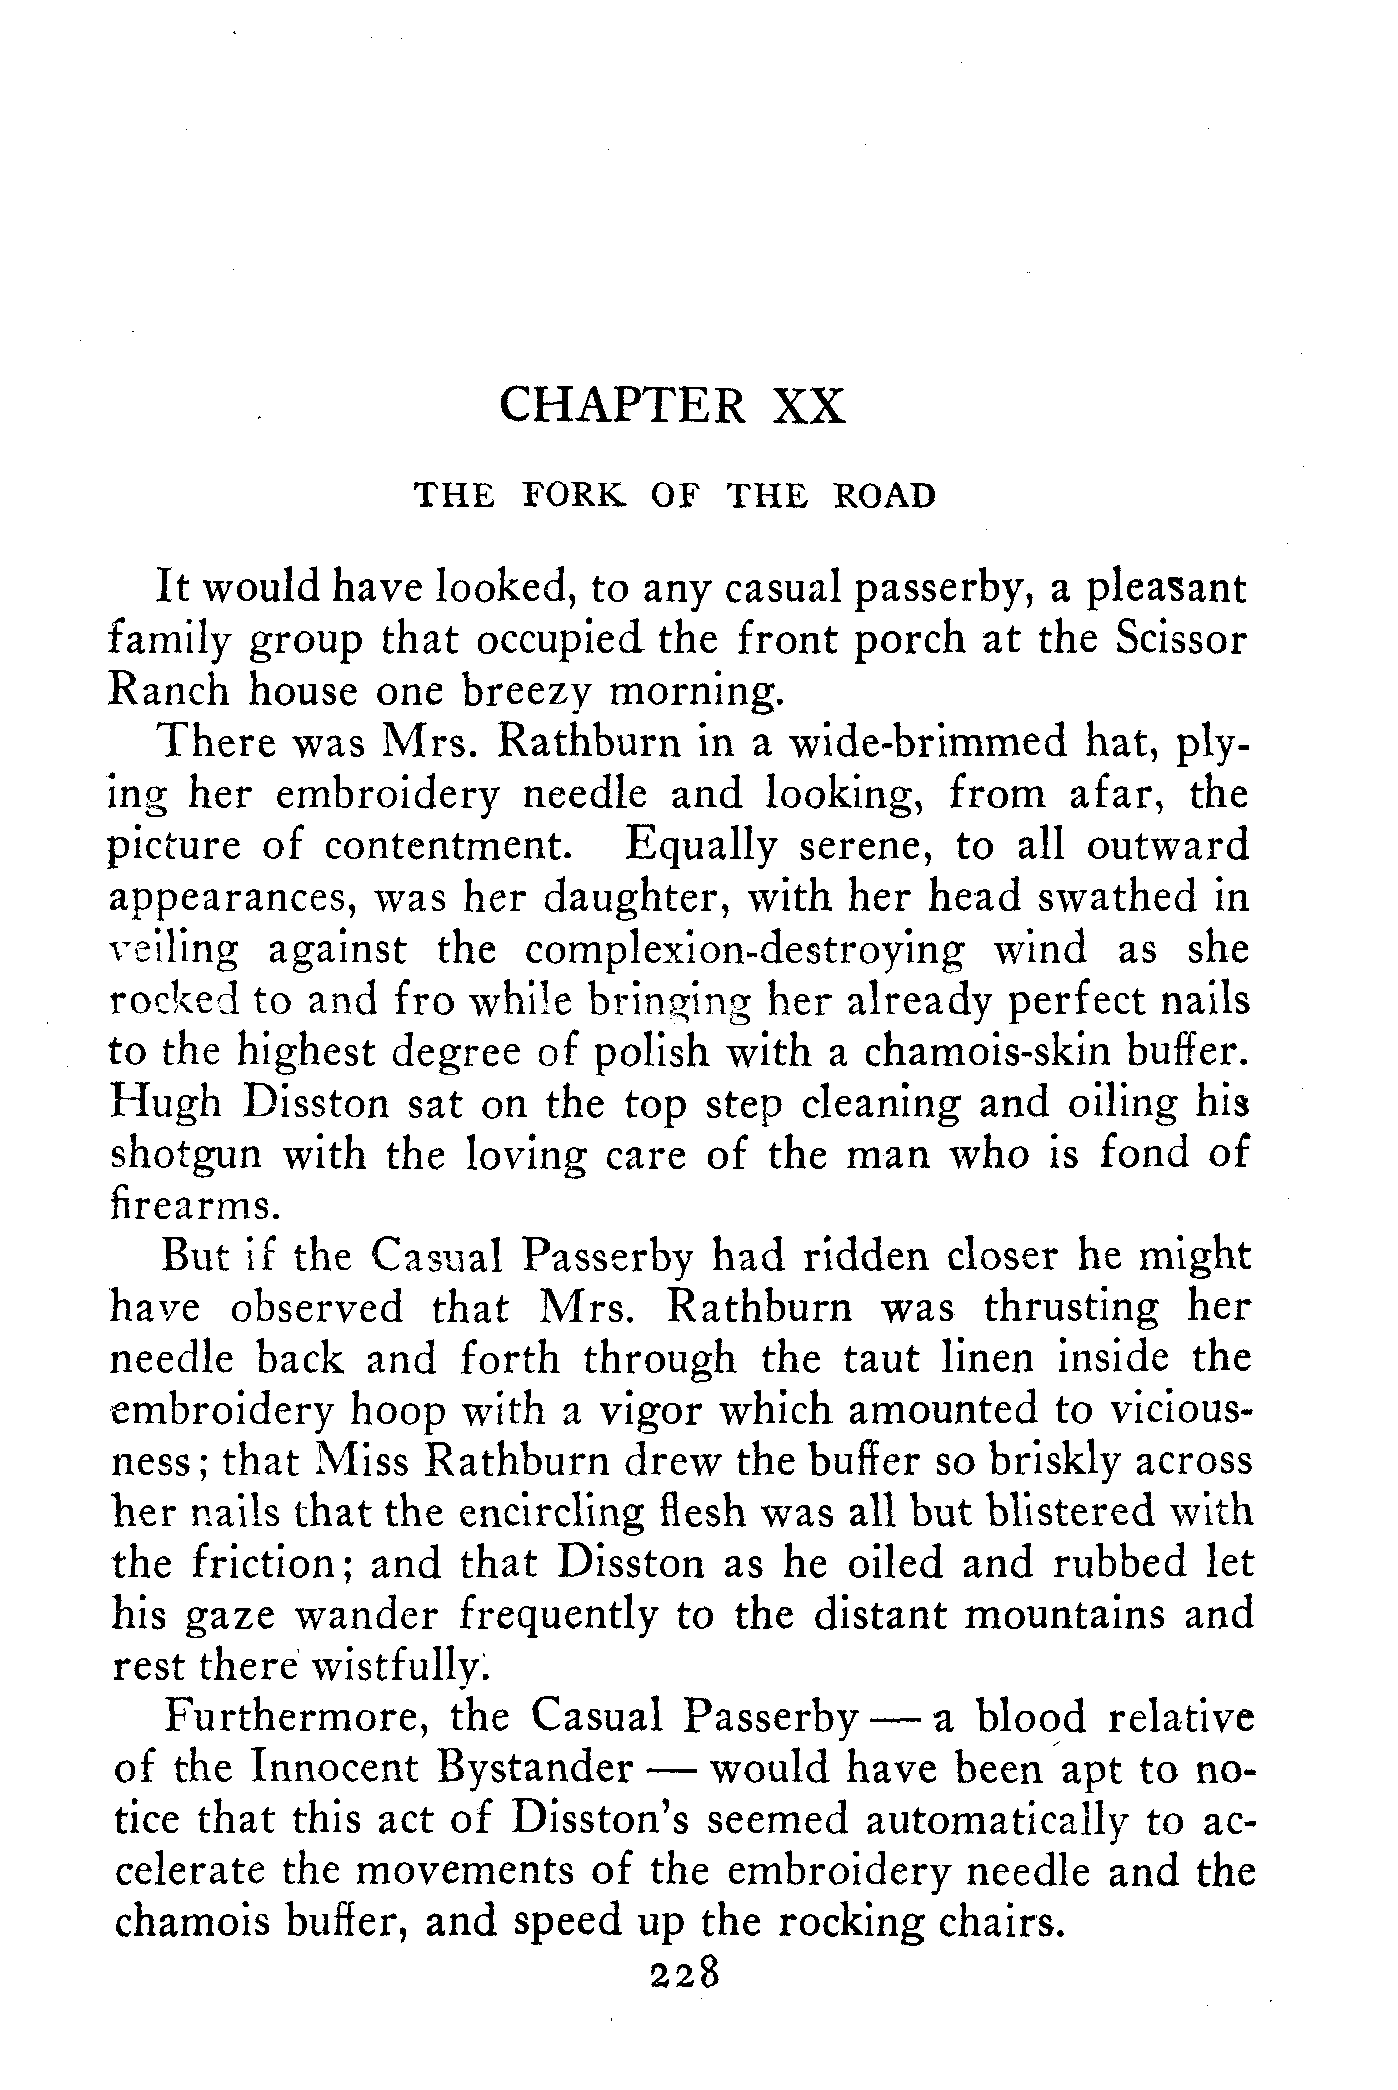 CHAPTER XX
THE FORK OF THE ROAD
It would have looked, to any casual passerby, a pleasant
family group that occupied the front porch at the Scissor
Ranch house one breezy morning.
There was Mrs. Rathburn in a wide-brimmed hat, ply-
ing her embroidery needle and looking, from afar, the
picture of contentment. Equally serene, to all outward
appearances, was her daughter, with her head swathed in
veiling against the complexion-destroying wind as she
rocked to and fro while bringing her already perfect nails
to the highest degree of polish with a chamois-skin buffer.
Hugh Disston sat on the top step cleaning and oiling his
shotgun with the loving care of the man who is fond of
firearms.
But if the Casual Passerby had ridden closer he might
have observed that Mrs. Rathburn was thrusting her
needle back and forth through the taut linen inside the
embroidery hoop with a vigor which amounted to vicious-
ness; that Miss Rathburn drew the buffer so briskly across
her nails that the encircling flesh was all but blistered with
the friction; and that Disston as he oiled and rubbed let
his gaze wander frequently to the distant mountains and
rest there wistfully.
Furthermore, the Casual Passerby — a blood relative
of the Innocent Bystander — would have been apt to no-
tice that this act of Disston's seemed automatically to ac-
celerate the movements of the embroidery needle and the
chamois buffer, and speed up the rocking chairs.
228